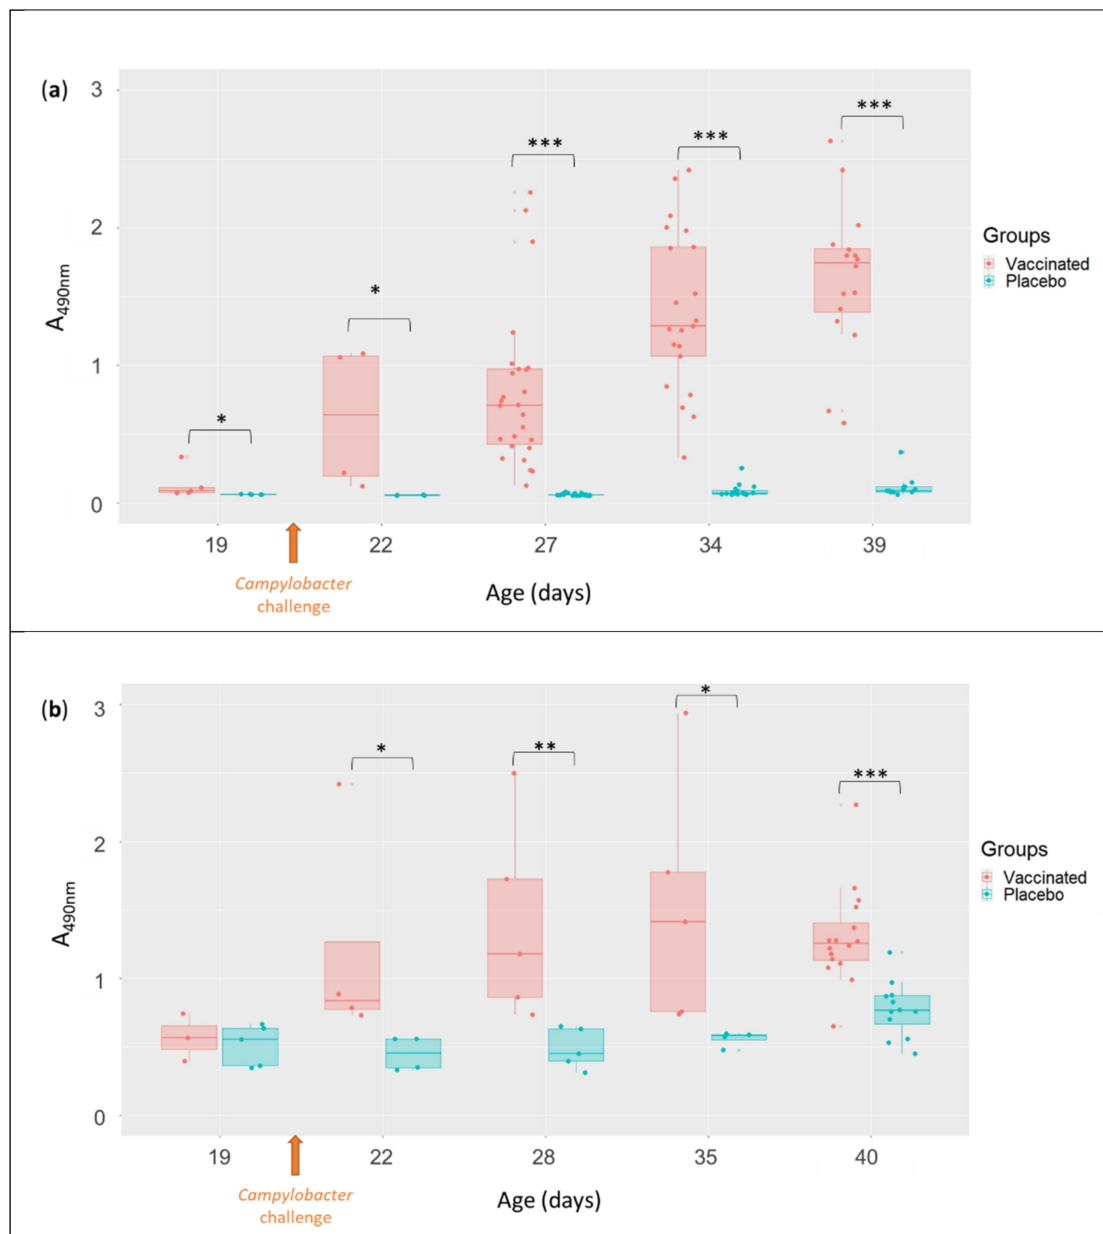 (a)
3
2
1
0
A490nm
*
*
***
***
***
19
22
27
34
39
Campylobacter
challenge
Age (days)
Groups
Vaccinated
Placebo
(b)
3
2
1
0
A490nm
*
**
*
***
19
22
28
35
40
Campylobacter
challenge
Age (days)
Groups
Vaccinated
Placebo